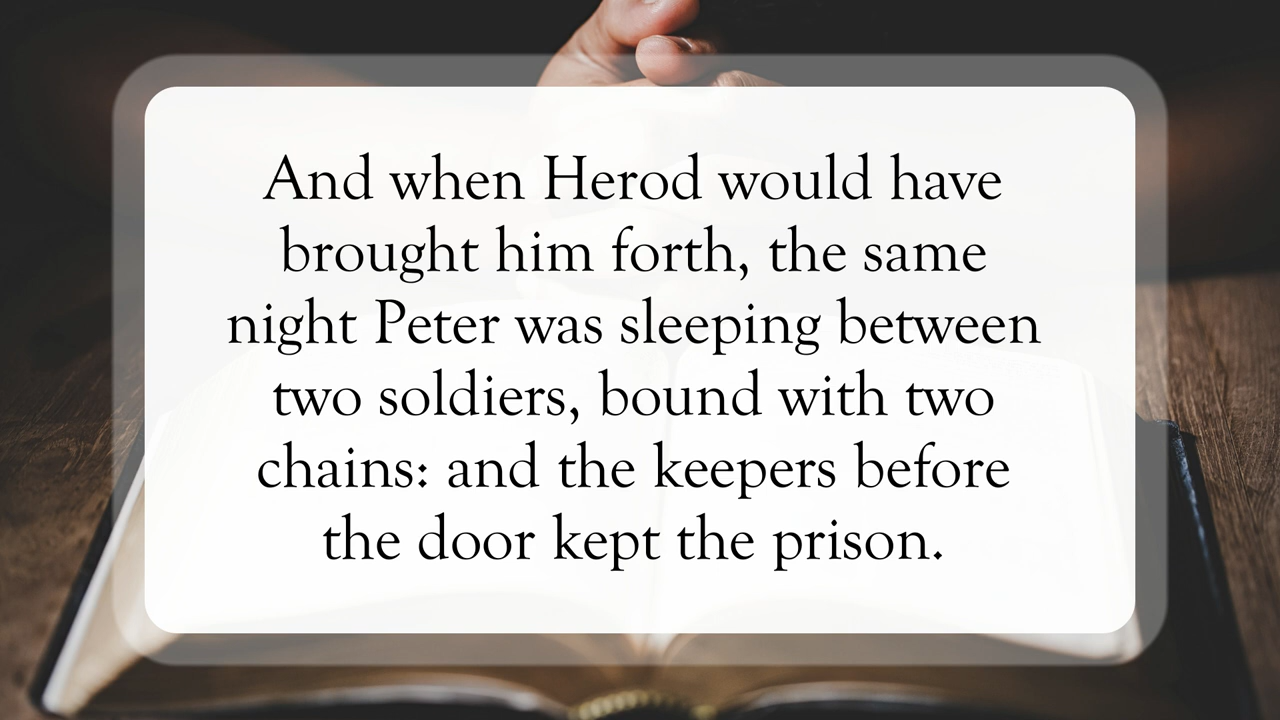 And when Herod would have
brought him forth, the same
night Peter was sleeping between
two soldiers, bound with two
chains: and the keepers before
the door kept the prison.